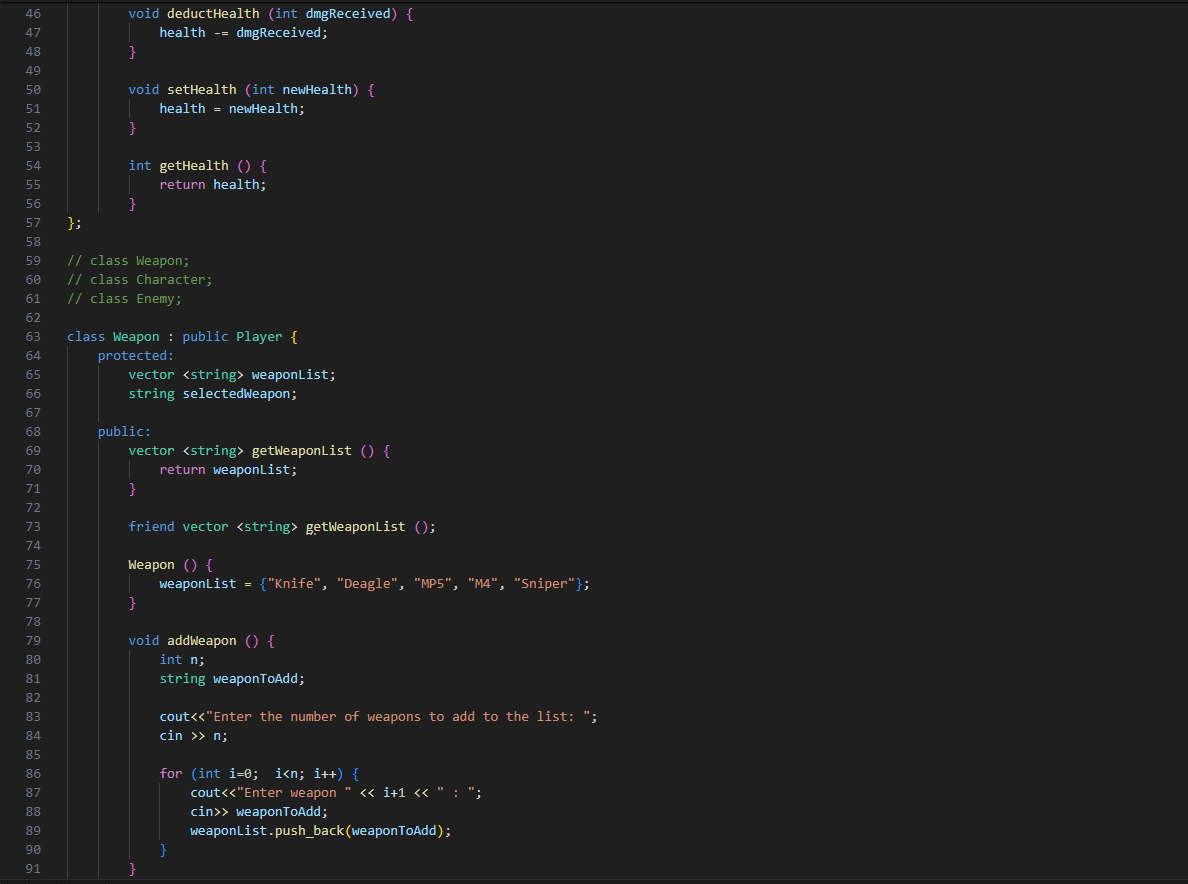 46 void deductHealth (int dmgReceived) {
47 health -= dmgReceived;
48 }
49
50 void setHealth (int newHealth) {
51 health = newHealth;
52 }
53
54 int getHealth () {
55 return health;
56 }
57 };
58
59 // class Weapon;
60 // class Character;
61 // class Enemy;
62
63 class Weapon : public Player {
64 protected:
65 vector <string> weaponList;
66 string selectedWeapon;
67
68 public:
69 vector <string> getWeaponList () {
70 return weaponList;
71 }
72
73 friend vector <string> getWeaponList ();
74
75 Weapon () {
76 weaponList = {"Knife", "Deagle", "MP5", "M4", "Sniper"};
77 }
78
79 void addWeapon () {
80 int n;
81 string weaponToAdd;
82
83 cout<<"Enter the number of weapons to add to the list: ";
84 cin >> n;
85
86 for (int i=0;  i<n; i++) {
87 cout<<"Enter weapon " << i+1 << " : ";
88 cin>> weaponToAdd;
89 weaponList.push_back(weaponToAdd);
90 }
91 }